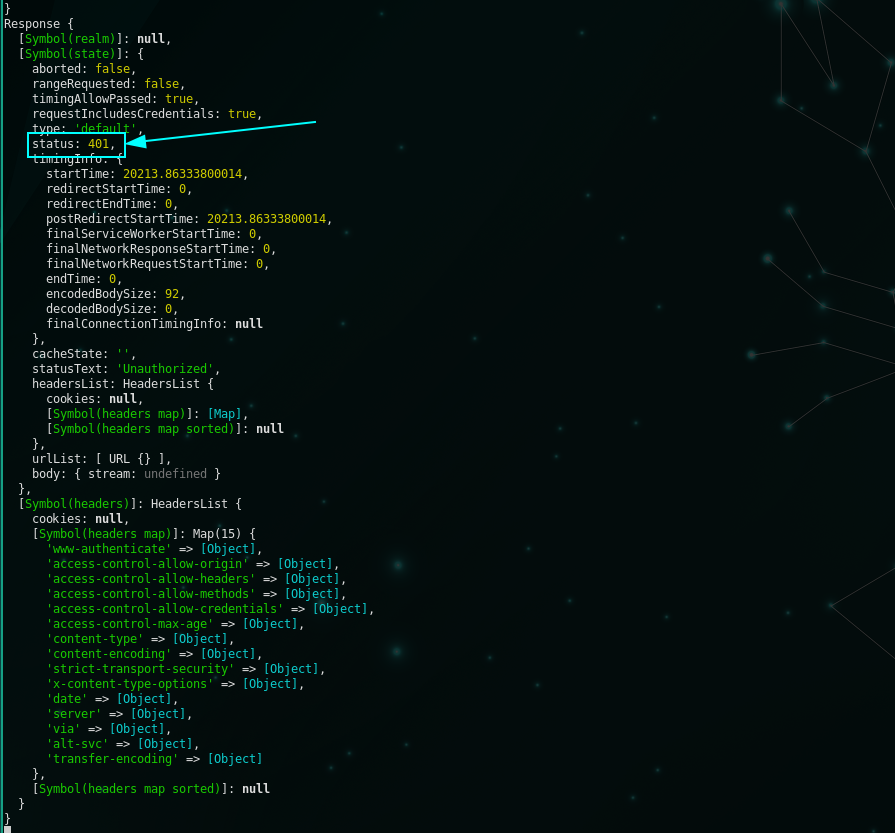 }
Response {
  [Symbol(realm)]: null,
  [Symbol(state)]: {
    aborted: false,
    rangeRequested: false,
    timingAllowPassed: true,
    requestIncludesCredentials: true,
    type: 'default',
    status: 401,
    timingInfo: {
      startTime: 20213.86333800014,
      redirectStartTime: 0,
      redirectEndTime: 0,
      postRedirectStartTime: 20213.86333800014,
      finalServiceWorkerStartTime: 0,
      finalNetworkResponseStartTime: 0,
      finalNetworkRequestStartTime: 0,
      endTime: 0,
      encodedBodySize: 92,
      decodedBodySize: 0,
      finalConnectionTimingInfo: null
    },
    cacheState: '',
    statusText: 'Unauthorized',
    headersList: HeadersList {
      cookies: null,
      [Symbol(headers map)]: [Map],
      [Symbol(headers map sorted)]: null
    },
    urlList: [ URL {} ],
    body: { stream: undefined }
  },
  [Symbol(headers)]: HeadersList {
    cookies: null,
    [Symbol(headers map)]: Map(15) {
      'www-authenticate' => [Object],
      'access-control-allow-origin' => [Object],
      'access-control-allow-headers' => [Object],
      'access-control-allow-methods' => [Object],
      'access-control-allow-credentials' => [Object],
      'access-control-max-age' => [Object],
      'content-type' => [Object],
      'content-encoding' => [Object],
      'strict-transport-security' => [Object],
      'x-content-type-options' => [Object],
      'date' => [Object],
      'server' => [Object],
      'via' => [Object],
      'alt-svc' => [Object],
      'transfer-encoding' => [Object]
    },
    [Symbol(headers map sorted)]: null
  }
}